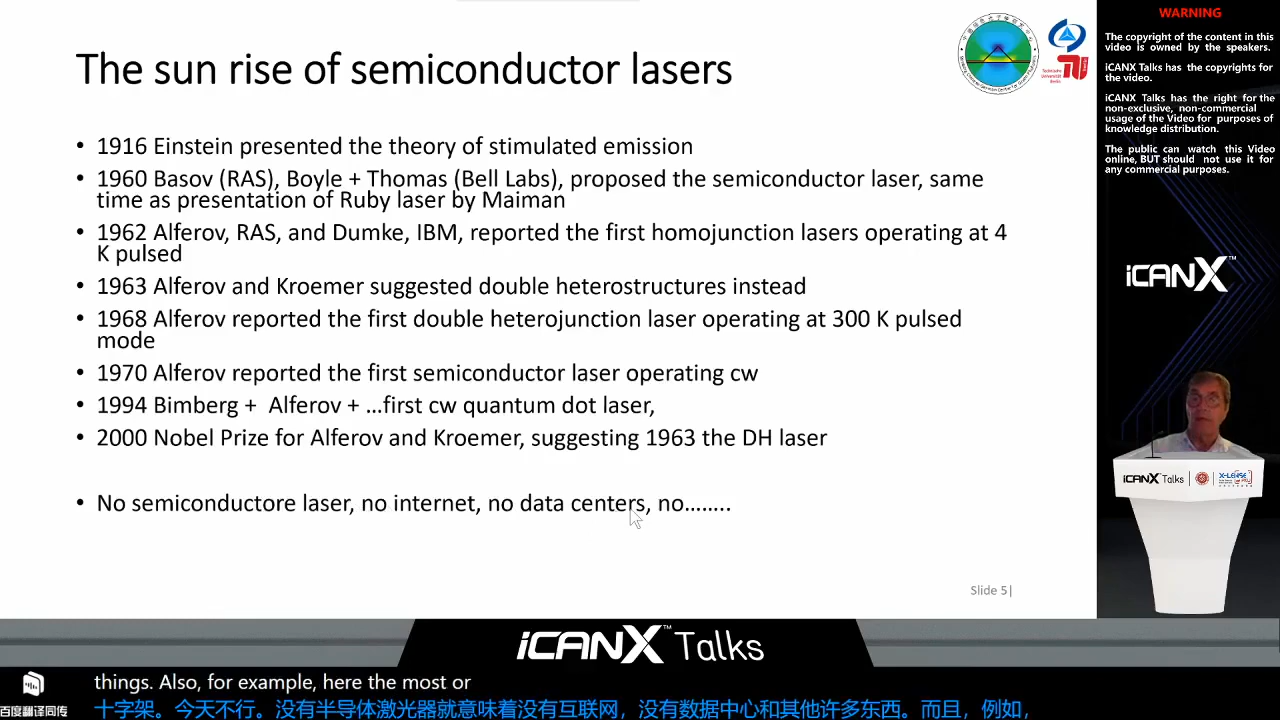 The sun rise of semiconductor lasers
• 1916 Einstein presented the theory of stimulated emission
• 1960 Basov (RAS), Boyle + Thomas (Bell Labs), proposed the semiconductor laser, same
time as presentation of Ruby laser by Maiman
• 1962 Alferov, RAS, and Dumke, IBM, reported the first homojunction lasers operating at 4
K pulsed
• 1963 Alferov and Kroemer suggested double heterostructures instead
• 1968 Alferov reported the first double heterojunction laser operating at 300 K pulsed
mode
• 1970 Alferov reported the first semiconductor laser operating cw
• 1994 Bimberg + Alferov + ...first cw quantum dot laser,
• 2000 Nobel Prize for Alferov and Kroemer, suggesting 1963 the DH laser
• No semiconductore laser, no internet, no data centers, no........
Slide 5|
Technische
Universität
Berlin
WARNING
The copyright of the content in this
video is owned by the speakers.
iCANX Talks has the copyrights for
the video.
iCANX Talks has the right for the
non-exclusive, non-commercial
usage of the Video for purposes of
knowledge distribution.
The public can watch this Video
online, BUT should not use it for
any commercial purposes.
iCANX™
iCANX Talks
X-LENSE
iCANX™ Talks
百度翻译同传
things. Also, for example, here the most or
十字架。今天不行。没有半导体激光器就意味着没有互联网，没有数据中心和其他许多东西。而且，例如，